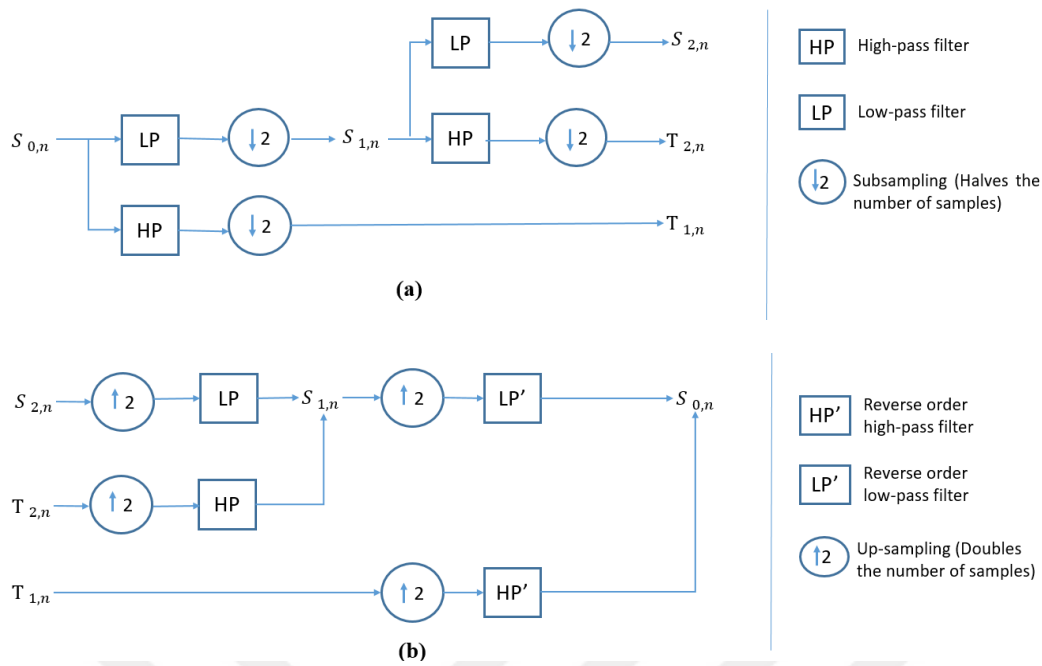 LP
↓2
S 2,n
S 0,n
LP
↓2
S 1,n
HP
↓2
T 2,n
HP
↓2
T 1,n
(a)
HP
High-pass filter
LP
Low-pass filter
↓2
Subsampling (Halves the
number of samples)
S 2,n
↑2
LP
S 1,n
↑2
LP’
S 0,n
T 2,n
↑2
HP
T 1,n
↑2
HP’
(b)
HP’
Reverse order
high-pass filter
LP’
Reverse order
low-pass filter
↑2
Up-sampling (Doubles
the number of samples)